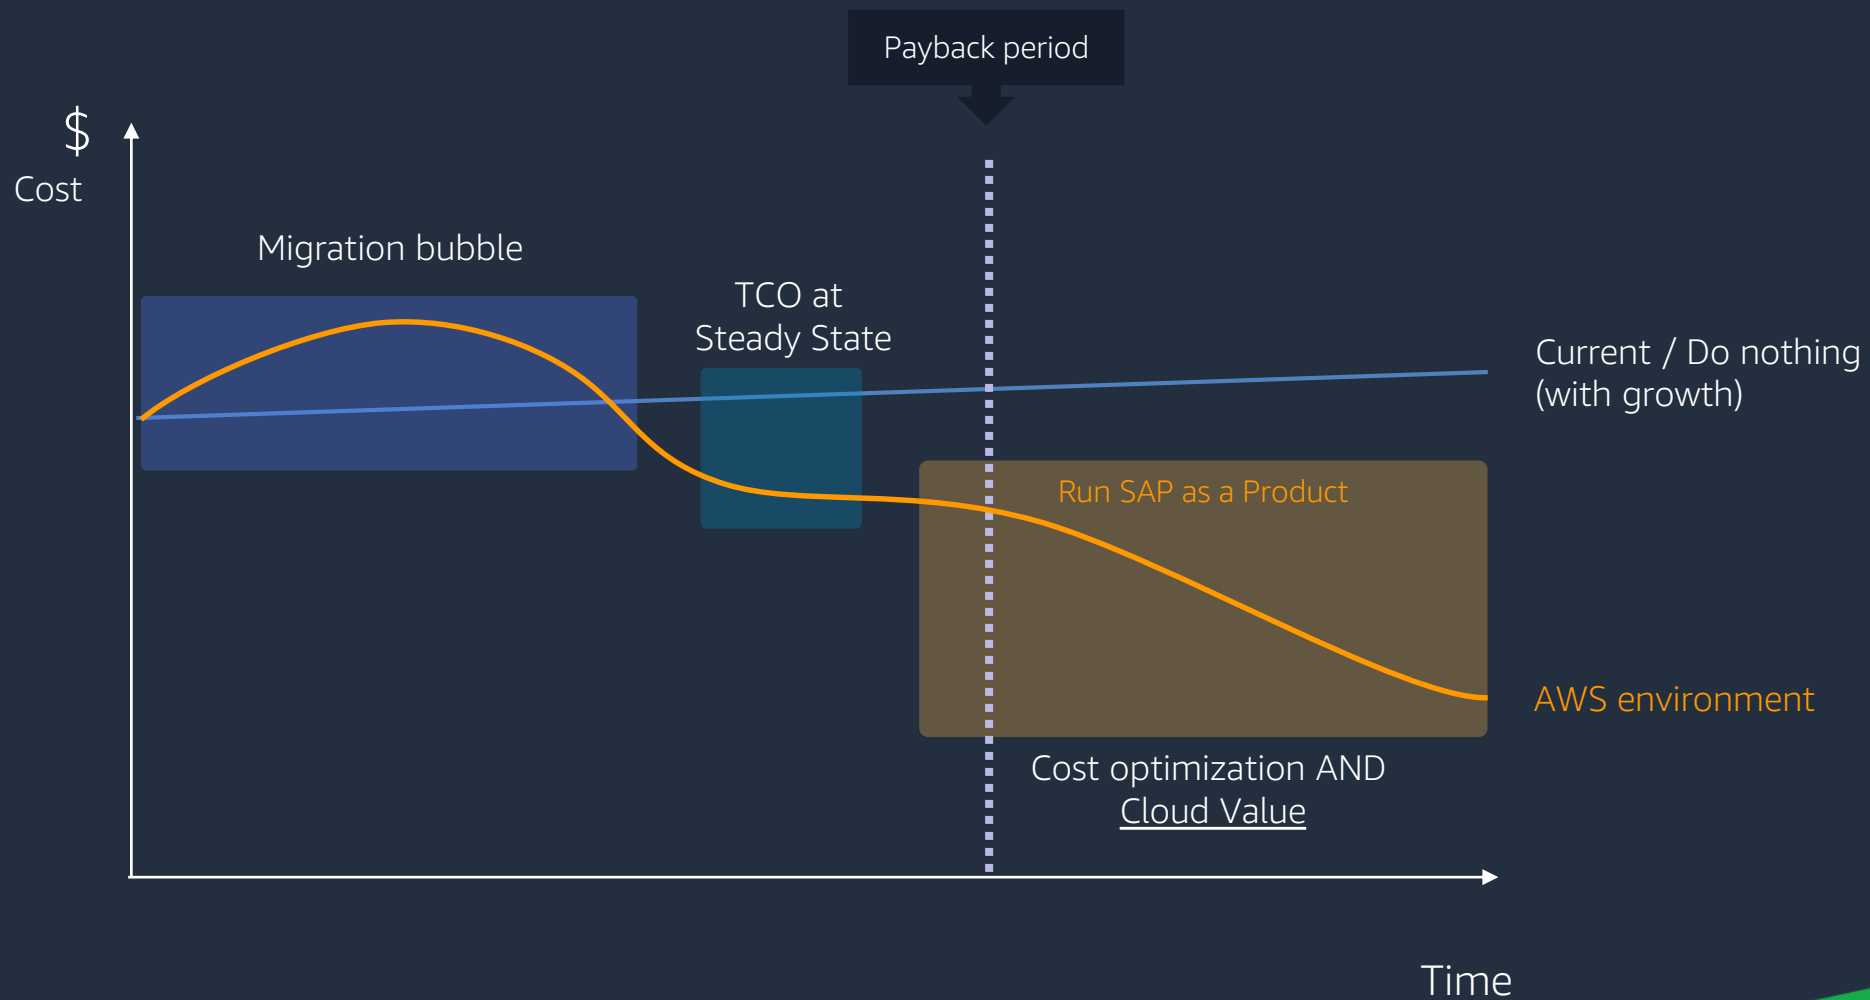 Payback period
$
Cost
Migration bubble
TCO at
Steady State
Current / Do nothing
(with growth)
Run SAP as a Product
AWS environment
Cost optimization AND
Cloud Value
Time